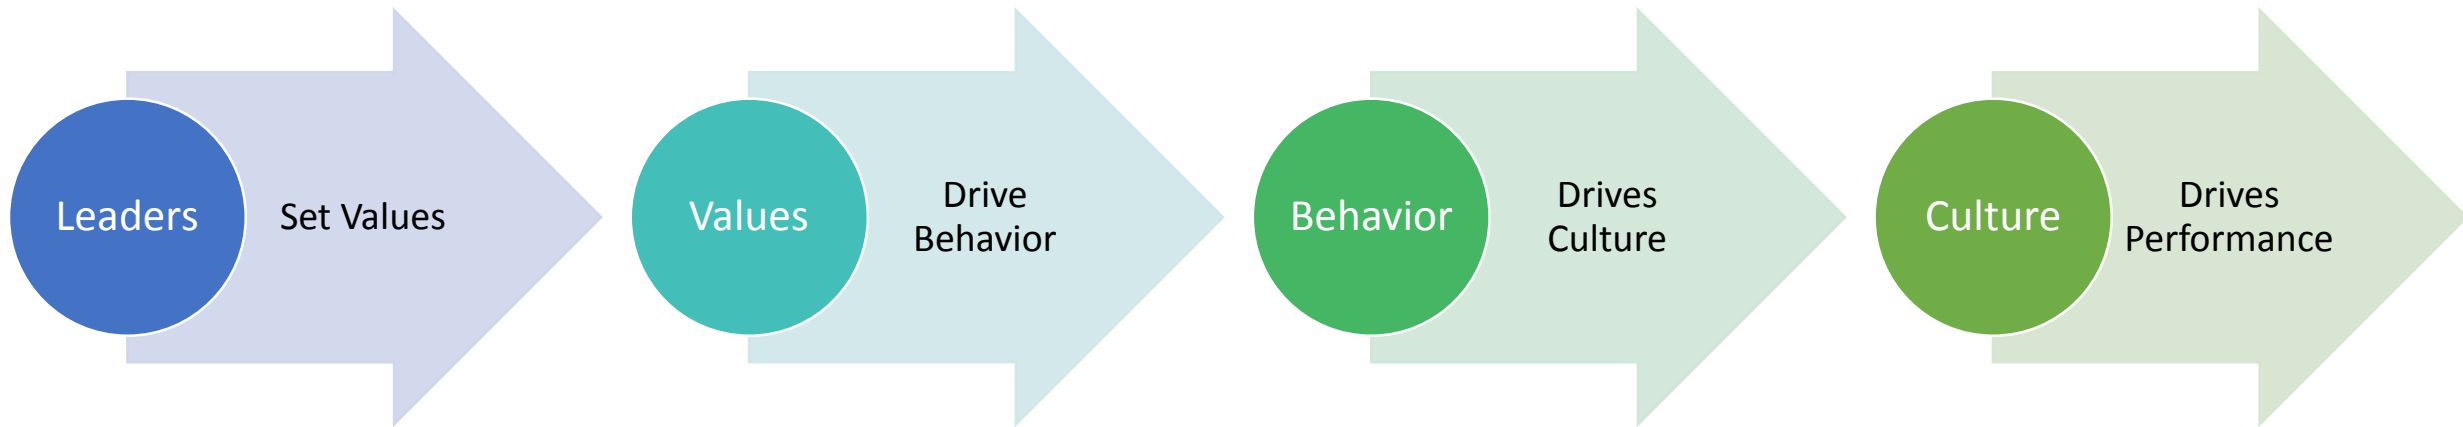 Leaders
Set Values
Values
Drive
Behavior
Behavior
Drives
Culture
Culture
Drives
Performance